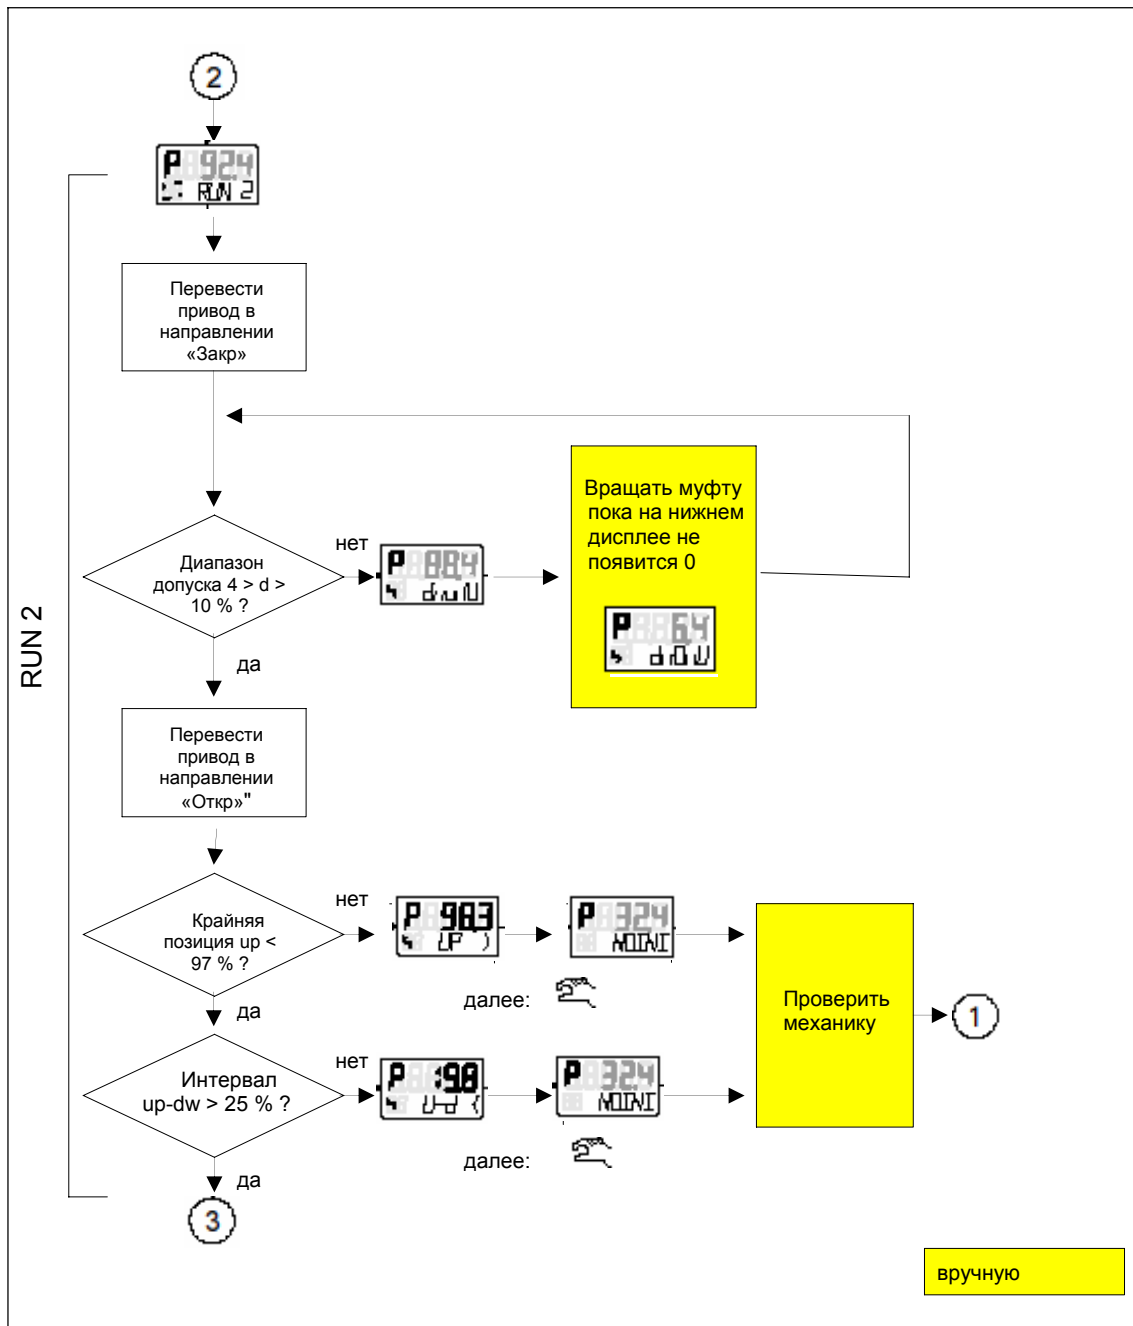 2
P 92.4
RUN 2
Перевести
привод в
направлении
«Закр»
RUN 2
Диапазон
допуска 4 > d >
10 % ?
нет
P 88.4
Вращать муфту
пока на нижнем
дисплее не
появится 0
P 6.4
да
Перевести
привод в
направлении
«Откр»"
Крайняя
позиция up <
97 % ?
нет
P 98.3
UP
P 32.4
NOINI
далее:
да
Проверить
механику
1
Интервал
up-dw > 25 % ?
нет
P
P 32.4
NOINI
далее:
да
3
вручную